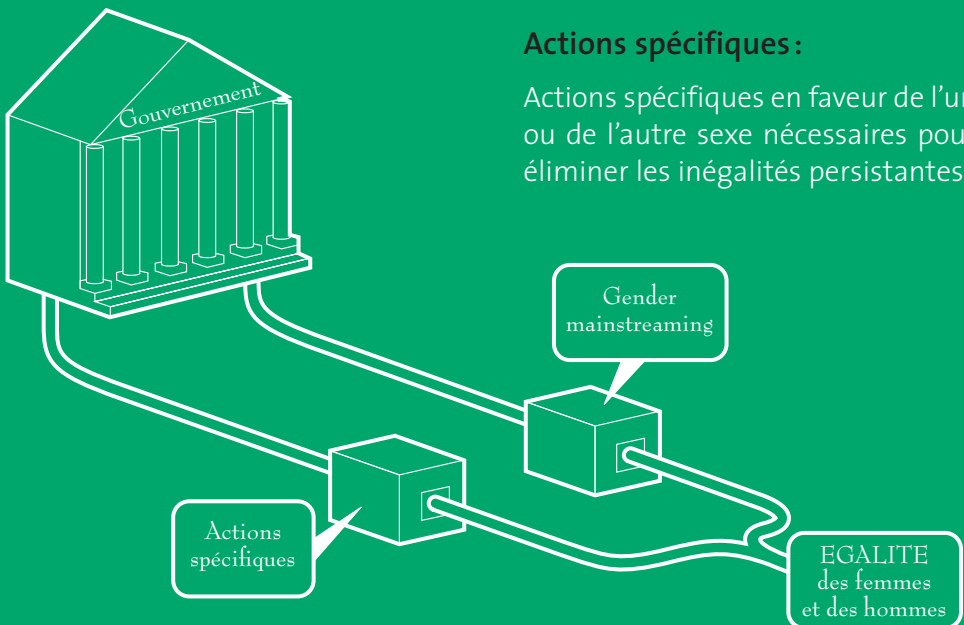 Actions spécifiques :
Actions spécifiques en faveur de l'un
ou de l'autre sexe nécessaires pour
éliminer les inégalités persistantes
Gouvernement
Gender
mainstreaming
Actions
spécifiques
EGALITE
des femmes
et des hommes